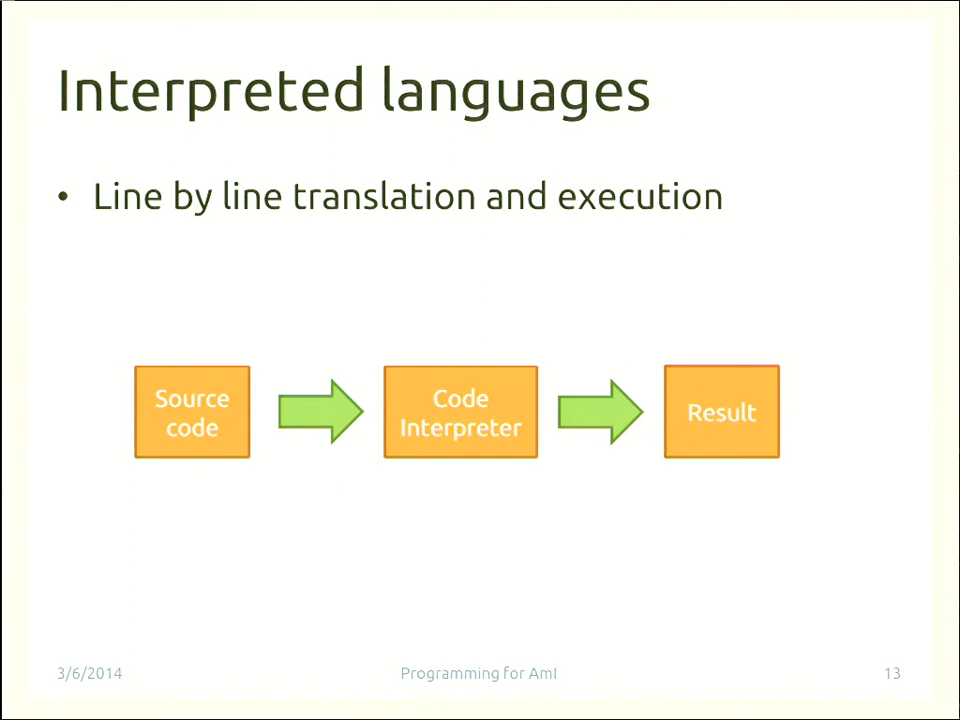 Interpreted languages
• Line by line translation and execution
Source
code
Code
Interpreter
Result
3/6/2014
Programming for AmI
13